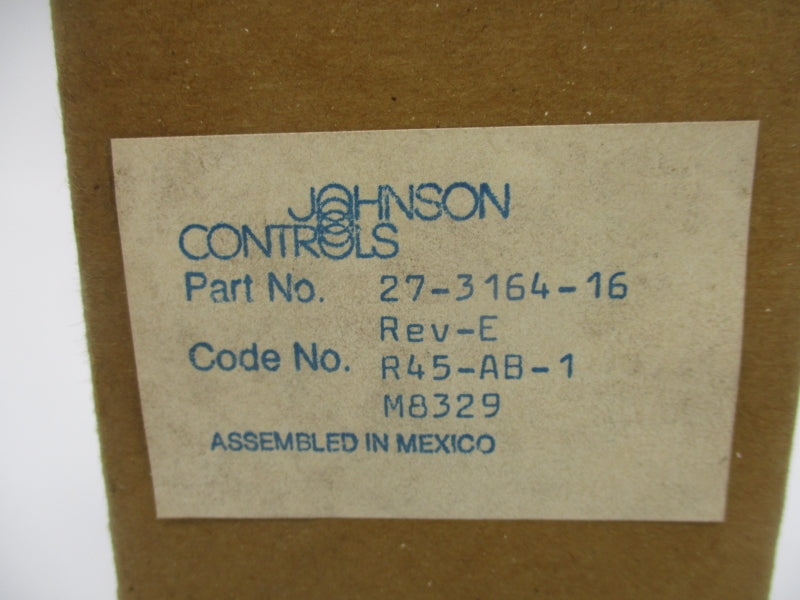 JOHNSON
CONTROLS
Part No. 27-3164-16
Rev-E
Code No. R45-AB-1
M8329
ASSEMBLED IN MEXICO